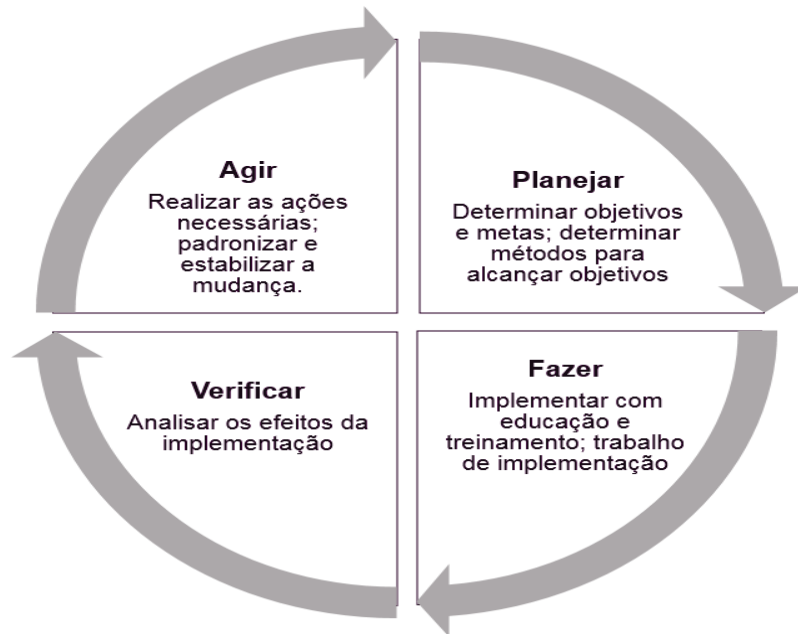 Agir
Realizar as ações
necessárias;
padronizar e
estabilizar a
mudança.
Planejar
Determinar objetivos
e metas; determinar
métodos para
alcançar objetivos
Verificar
Analisar os efeitos da
implementação
Fazer
Implementar com
educação e
treinamento; trabalho
de implementação